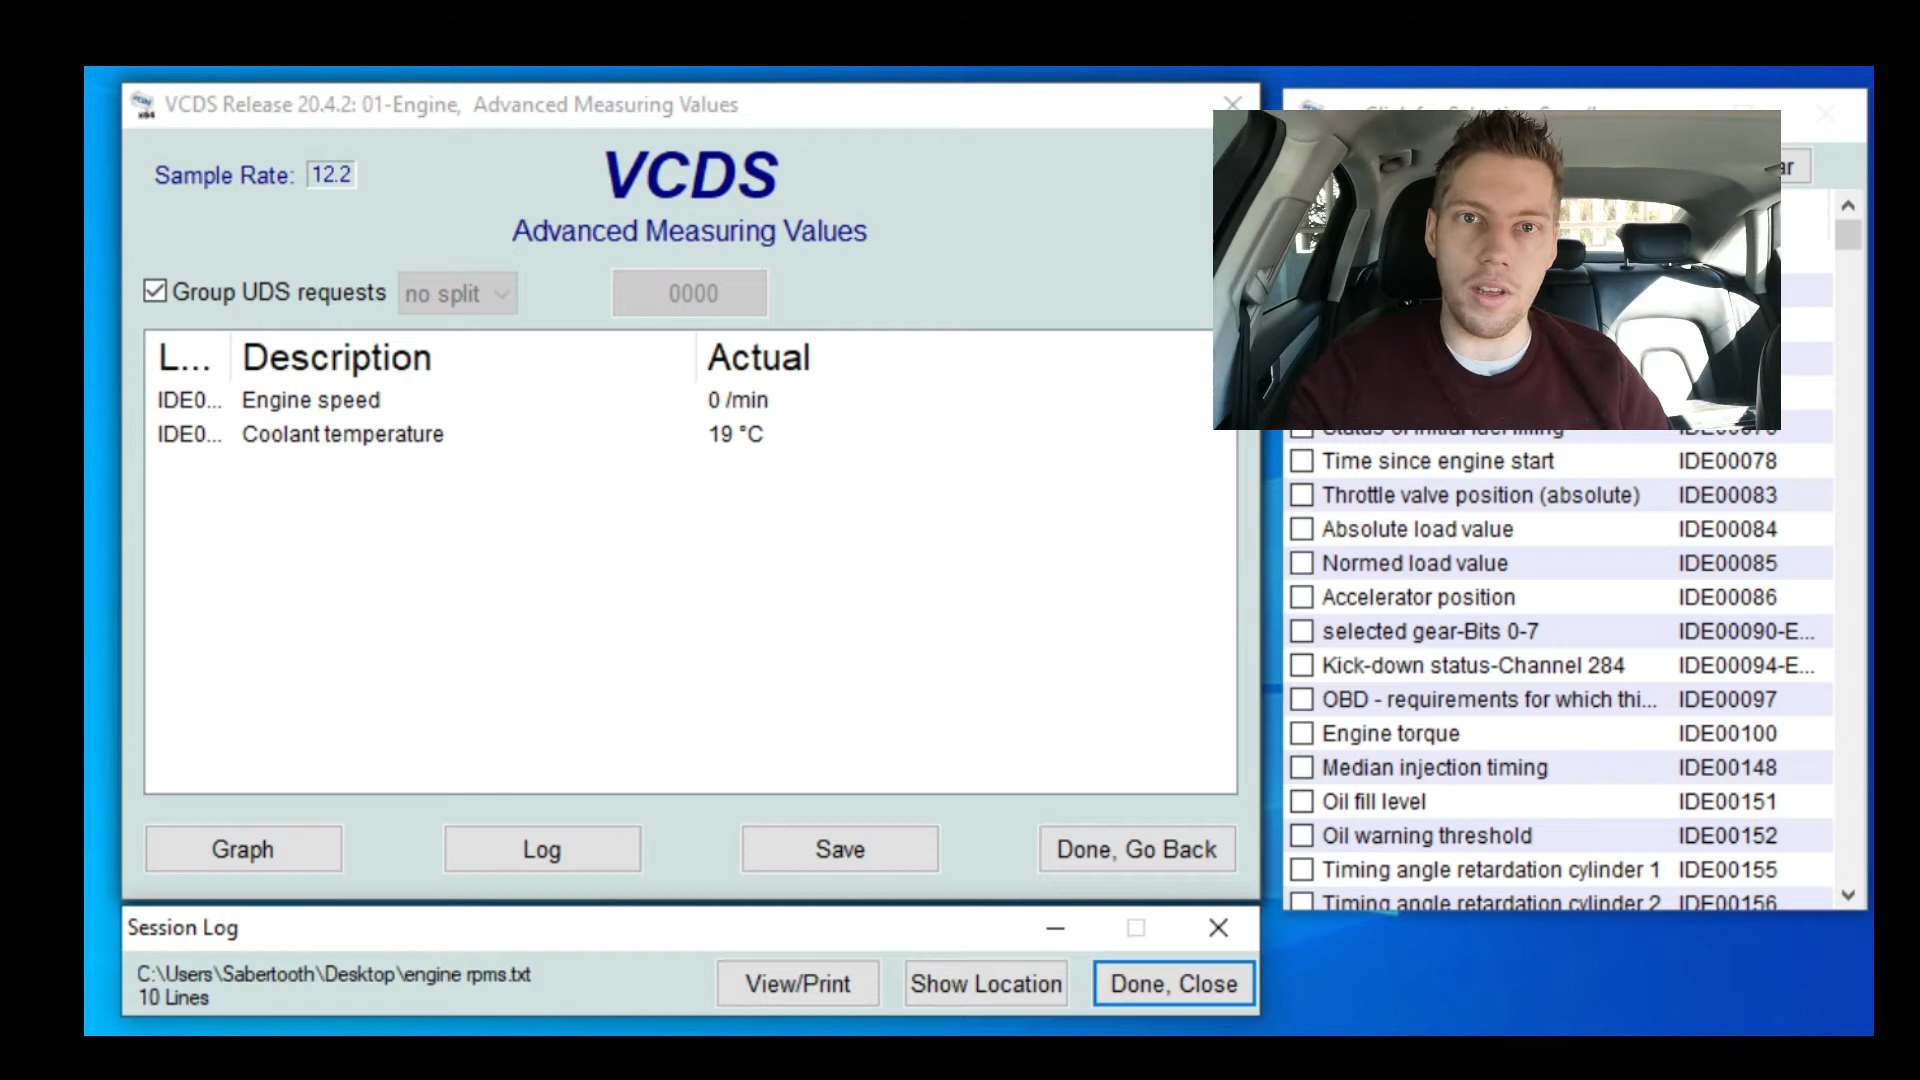 VCDS Release 20.4.2: 01-Engine, Advanced Measuring Values
Sample Rate: 12.2
VCDS
Advanced Measuring Values
Group UDS requests no split 0000
L... Description Actual
IDE0... Engine speed 0 /min
IDE0... Coolant temperature 19 °C
Graph Log Save Done, Go Back
Session Log
C:\Users\Sabertooth\Desktop\engine rpms.txt
10 Lines
View/Print Show Location Done, Close
Time since engine start IDE00078
Throttle valve position (absolute) IDE00083
Absolute load value IDE00084
Normed load value IDE00085
Accelerator position IDE00086
selected gear-Bits 0-7 IDE00090-E...
Kick-down status-Channel 284 IDE00094-E...
OBD - requirements for which thi... IDE00097
Engine torque IDE00100
Median injection timing IDE00148
Oil fill level IDE00151
Oil warning threshold IDE00152
Timing angle retardation cylinder 1 IDE00155
Timing angle retardation cylinder 2 IDE00156